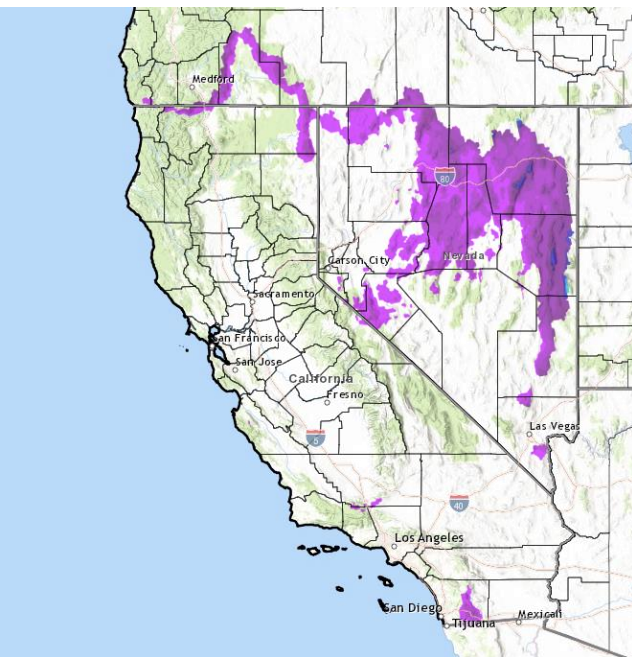 Medford
80
Carson City
Nevada
Sacramento
San Francisco
San Jose
California
Fresno
Las Vegas
5
40
Los Angeles
San Diego
Mexicali
Tijuana